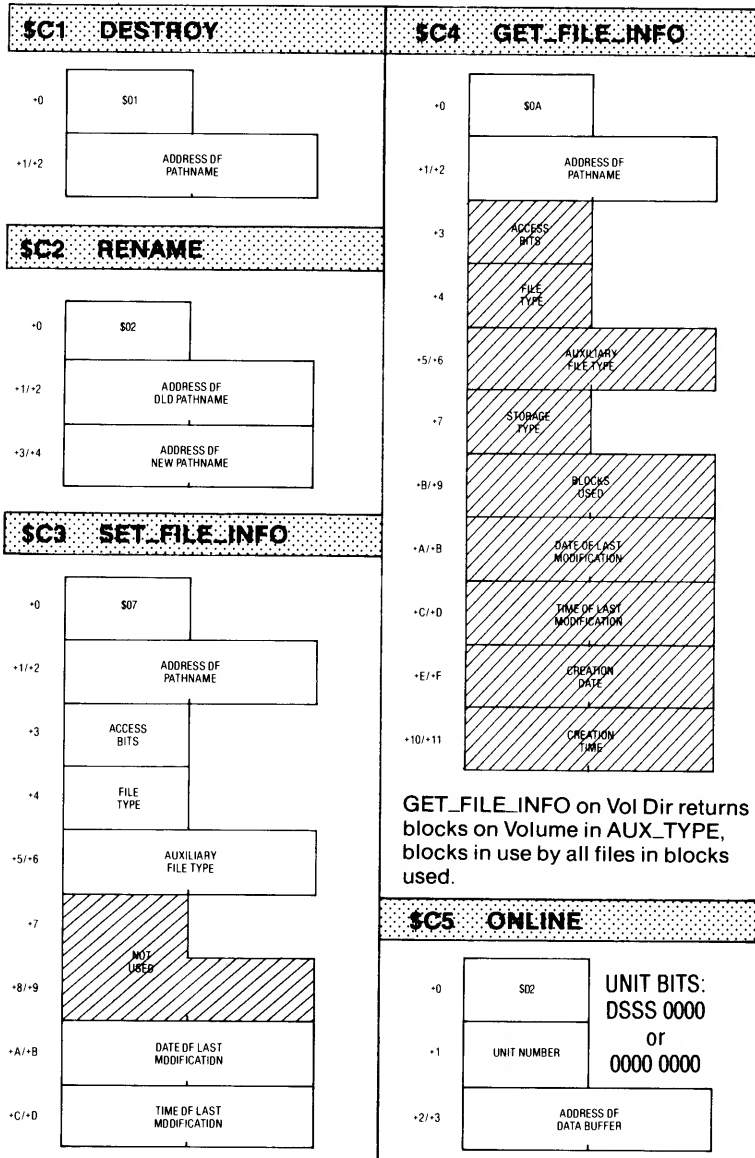 $C1 DESTROY
+0
$01
+1/+2
ADDRESS OF
PATHNAME
$C2 RENAME
+0
$02
+1/+2
ADDRESS OF
OLD PATHNAME
+3/+4
ADDRESS OF
NEW PATHNAME
$C3 SET_FILE_INFO
+0
$07
+1/+2
ADDRESS OF
PATHNAME
+3
ACCESS
BITS
+4
FILE
TYPE
+5/+6
AUXILIARY
FILE TYPE
+7
NOT
USED
+8/+9
+A/+B
DATE OF LAST
MODIFICATION
+C/+D
TIME OF LAST
MODIFICATION
$C4 GET_FILE_INFO
+0
$0A
+1/+2
ADDRESS OF
PATHNAME
+3
ACCESS
BITS
+4
FILE
TYPE
+5/+6
AUXILIARY
FILE TYPE
+7
STORAGE
TYPE
+8/+9
BLOCKS
USED
+A/+B
DATE OF LAST
MODIFICATION
+C/+D
TIME OF LAST
MODIFICATION
+E/+F
CREATION
DATE
+10/+11
CREATION
TIME
GET_FILE_INFO on Vol Dir returns
blocks on Volume in AUX_TYPE,
blocks in use by all files in blocks
used.
$C5 ONLINE
+0
$02
UNIT BITS:
DSSS 0000
or
0000 0000
+1
UNIT NUMBER
+2/+3
ADDRESS OF
DATA BUFFER